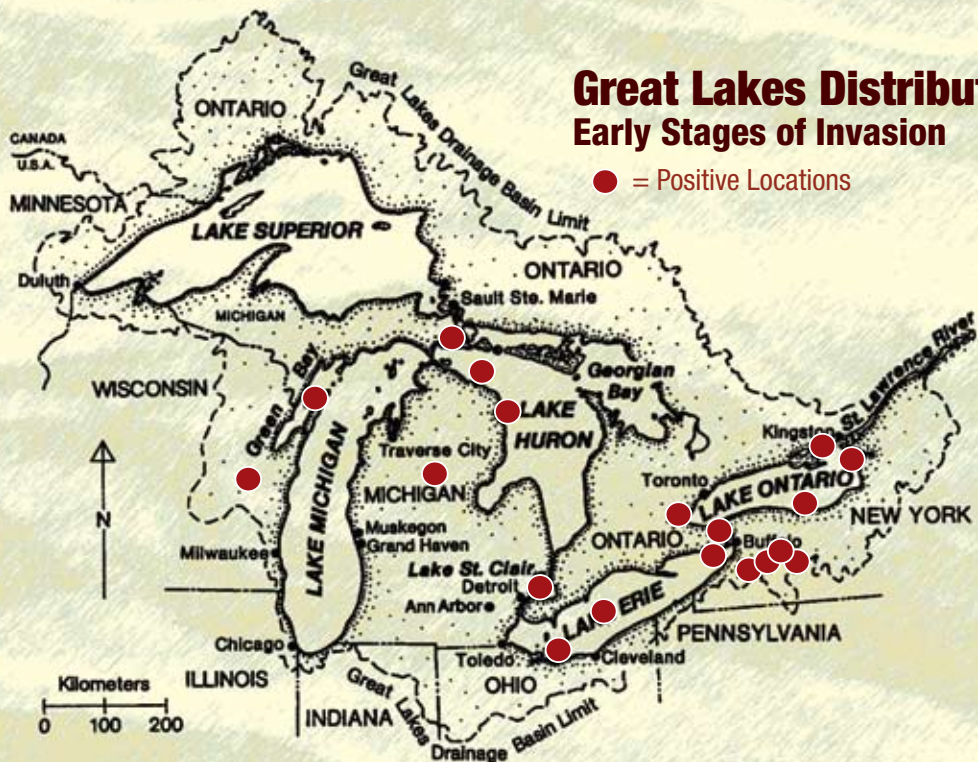 Great Lakes Distribut
Early Stages of Invasion
= Positive Locations
Great Lakes Drainage Basin Limit
ONTARIO
CANADA
U.S.A.
MINNESOTA
LAKE SUPERIOR
Duluth
ONTARIO
Sault Ste. Marie
MICHIGAN
WISCONSIN
Green Bay
Georgian
Bay
St. Lawrence River
Kingston
LAKE
HURON
Traverse City
MICHIGAN
LAKE MICHIGAN
Toronto
LAKE ONTARIO
NEW YORK
N
Muskegon
Grand Haven
Milwaukee
ONTARIO
Buffalo
Lake St. Clair
Detroit
Ann Arbor
LAKE ERIE
PENNSYLVANIA
Chicago
Toledo
Cleveland
ILLINOIS
INDIANA
OHIO
Kilometers
0 100 200
Great Lakes
Drainage Basin Limit